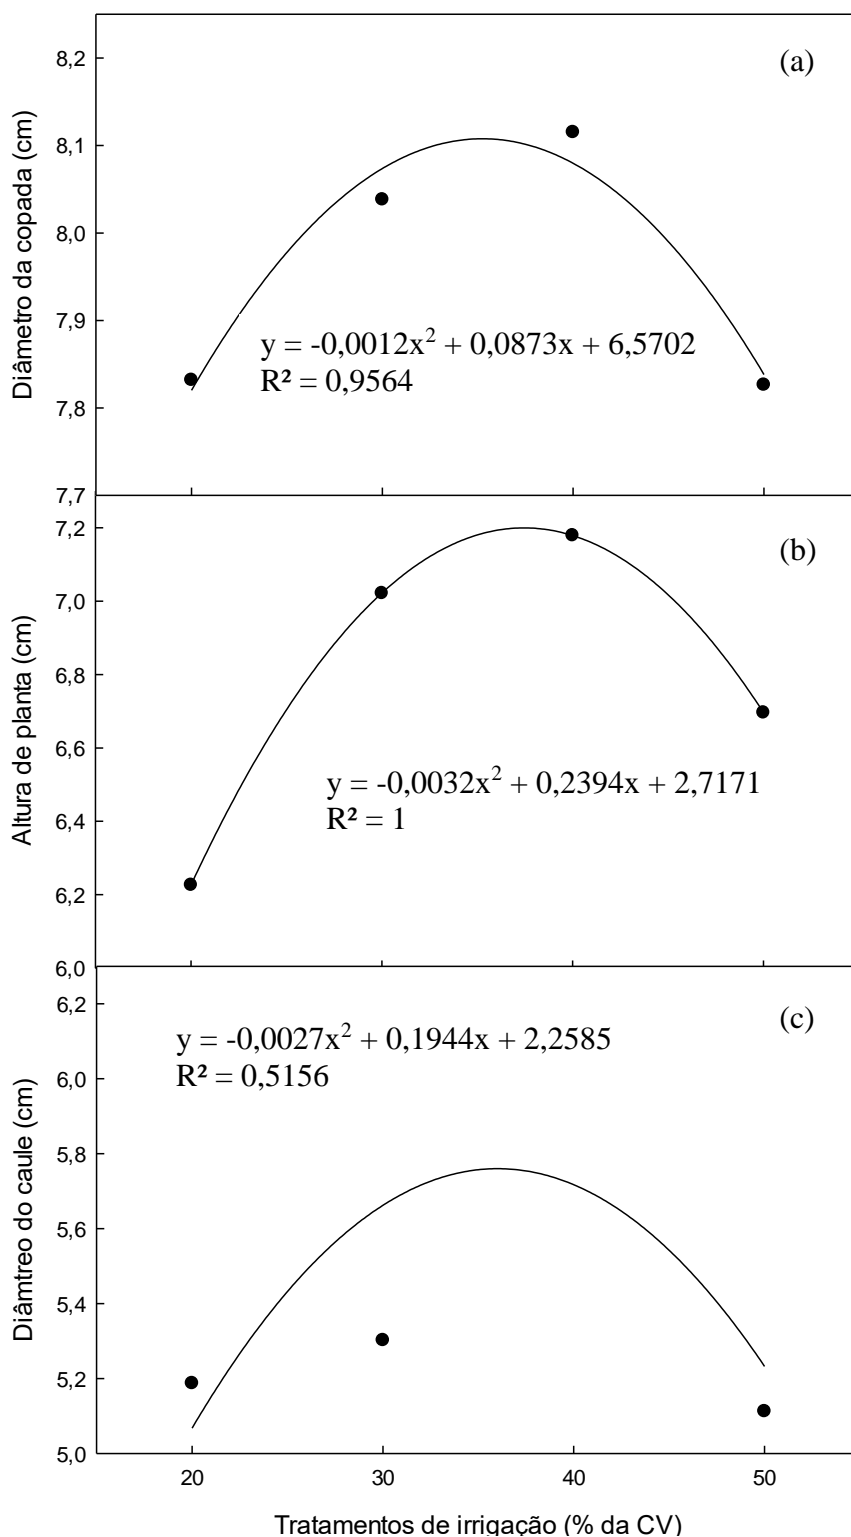 8,2
(a)
8,1
8,0
7,9
7,8
7,7
Diâmetro da copada (cm)
y = -0,0012x² + 0,0873x + 6,5702
R² = 0,9564
7,2
(b)
7,0
6,8
6,6
6,4
6,2
6,0
Altura de planta (cm)
y = -0,0032x² + 0,2394x + 2,7171
R² = 1
6,2
(c)
6,0
5,8
5,6
5,4
5,2
5,0
Diâmtreo do caule (cm)
y = -0,0027x² + 0,1944x + 2,2585
R² = 0,5156
20 30 40 50
Tratamentos de irrigação (% da CV)